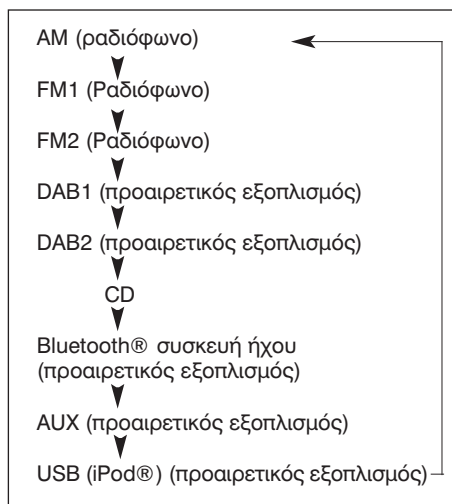 AM (ραδιόφωνο)
FM1 (Ραδιόφωνο)
FM2 (Ραδιόφωνο)
DAB1 (προαιρετικός εξοπλισμός)
DAB2 (προαιρετικός εξοπλισμός)
CD
Bluetooth® συσκευή ήχου
(προαιρετικός εξοπλισμός)
AUX (προαιρετικός εξοπλισμός)
USB (iPod®) (προαιρετικός εξοπλισμός)